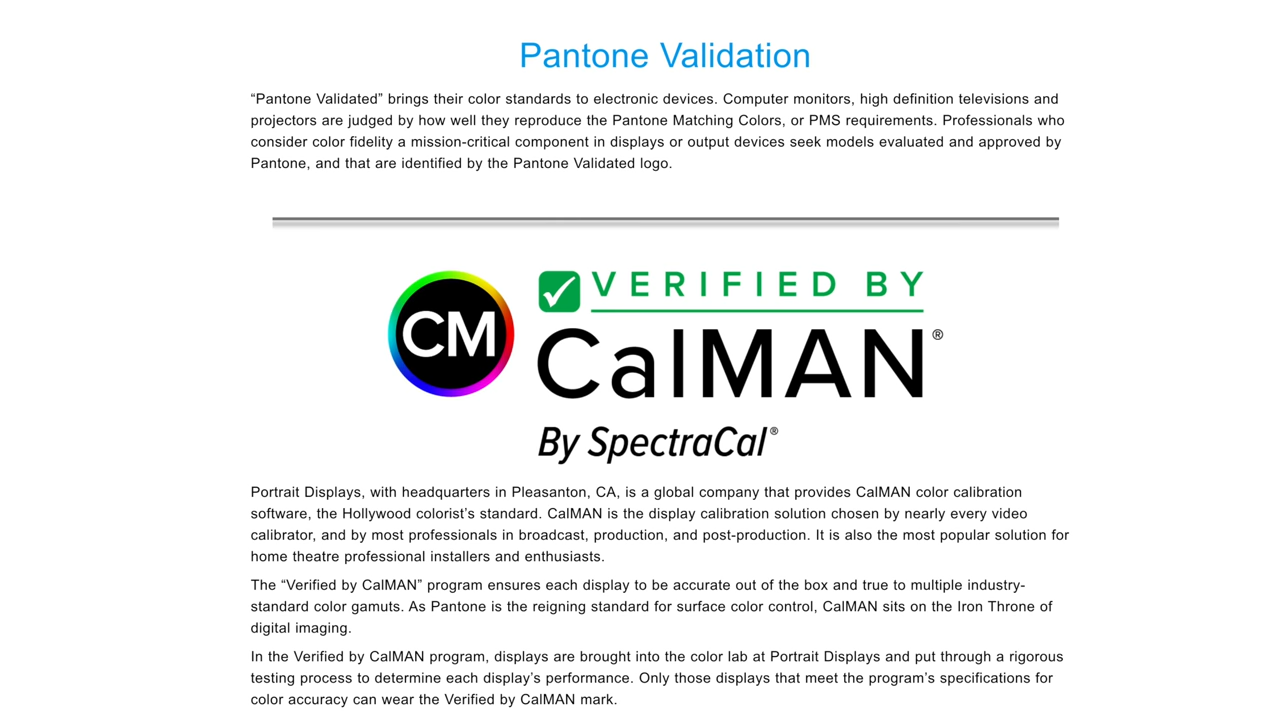 Pantone Validation
“Pantone Validated” brings their color standards to electronic devices. Computer monitors, high definition televisions and
projectors are judged by how well they reproduce the Pantone Matching Colors, or PMS requirements. Professionals who
consider color fidelity a mission-critical component in displays or output devices seek models evaluated and approved by
Pantone, and that are identified by the Pantone Validated logo.
CM
VERIFIED BY
CalMAN®
By SpectraCal®
Portrait Displays, with headquarters in Pleasanton, CA, is a global company that provides CalMAN color calibration
software, the Hollywood colorist’s standard. CalMAN is the display calibration solution chosen by nearly every video
calibrator, and by most professionals in broadcast, production, and post-production. It is also the most popular solution for
home theatre professional installers and enthusiasts.
The “Verified by CalMAN” program ensures each display to be accurate out of the box and true to multiple industry-
standard color gamuts. As Pantone is the reigning standard for surface color control, CalMAN sits on the Iron Throne of
digital imaging.
In the Verified by CalMAN program, displays are brought into the color lab at Portrait Displays and put through a rigorous
testing process to determine each display’s performance. Only those displays that meet the program’s specifications for
color accuracy can wear the Verified by CalMAN mark.